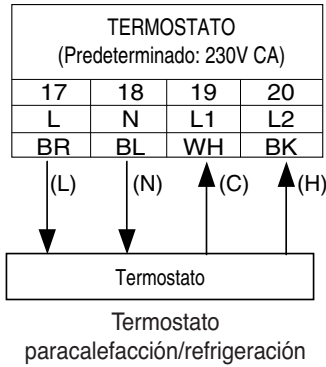 TERMOSTATO
(Predeterminado: 230V CA)
17 18 19 20
L N L1 L2
BR BL WH BK
(L) (N) (C) (H)
Termostato
Termostato
paracalefacción/refrigeración